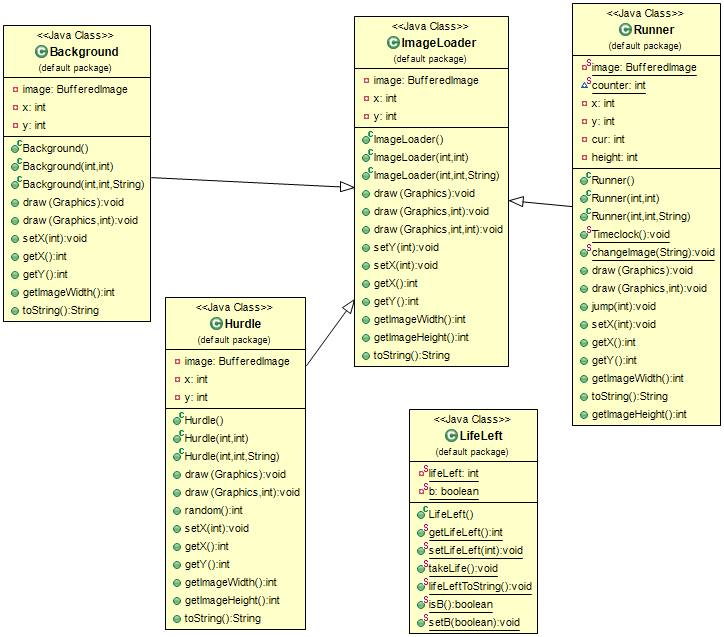 <<Java Class>>
Background
(default package)
image: BufferedImage
x: int
y: int
Background()
Background(int,int)
Background(int,int,String)
draw (Graphics):void
draw (Graphics,int):void
setX(int):void
getX():int
getY():int
getImageWidth():int
toString():String
<<Java Class>>
ImageLoader
(default package)
image: BufferedImage
x: int
y: int
ImageLoader()
ImageLoader(int,int)
ImageLoader(int,int,String)
draw (Graphics):void
draw (Graphics,int):void
draw (Graphics,int,int):void
setY(int):void
setX(int):void
getX():int
getY():int
getImageWidth():int
getImageHeight():int
toString():String
<<Java Class>>
Runner
(default package)
image: BufferedImage
counter: int
x: int
y: int
cur: int
height: int
Runner()
Runner(int,int)
Runner(int,int,String)
Timeclock():void
changeImage(String):void
draw (Graphics):void
draw (Graphics,int):void
jump(int):void
setX(int):void
getX():int
getY():int
getImageWidth():int
toString():String
getImageHeight():int
<<Java Class>>
Hurdle
(default package)
image: BufferedImage
x: int
y: int
Hurdle()
Hurdle(int,int)
Hurdle(int,int,String)
draw (Graphics):void
draw (Graphics,int):void
random():int
setX(int):void
getX():int
getY():int
getImageWidth():int
getImageHeight():int
toString():String
<<Java Class>>
LifeLeft
(default package)
lifeLeft: int
b: boolean
LifeLeft()
getLifeLeft():int
setLifeLeft(int):void
takeLife():void
lifeLeftToString():void
isB():boolean
setB(boolean):void